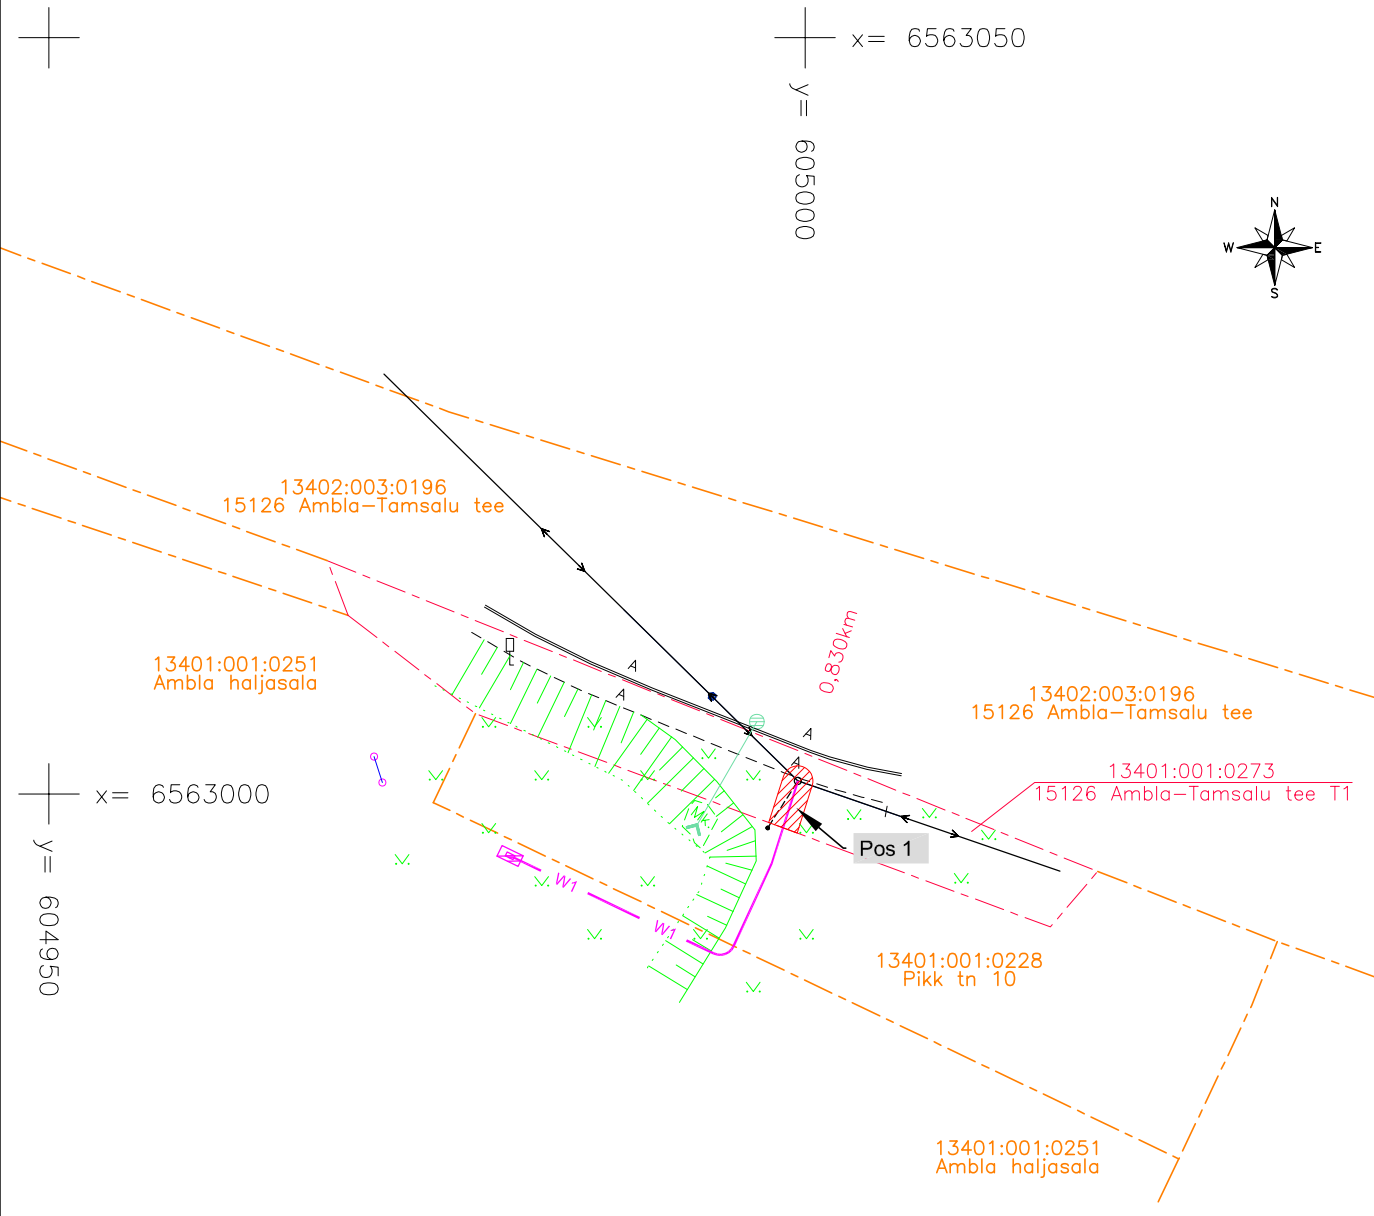 x= 6563050
y= 605000
N
W
E
S
13402:003:0196
15126 Ambla-Tamsalu tee
0,830km
A
A
A
A
13401:001:0251
Ambla haljasala
13402:003:0196
15126 Ambla-Tamsalu tee
13401:001:0273
15126 Ambla-Tamsalu tee T1
x= 6563000
y= 604950
Mk.
Pos 1
W1
W1
13401:001:0228
Pikk tn 10
13401:001:0251
Ambla haljasala